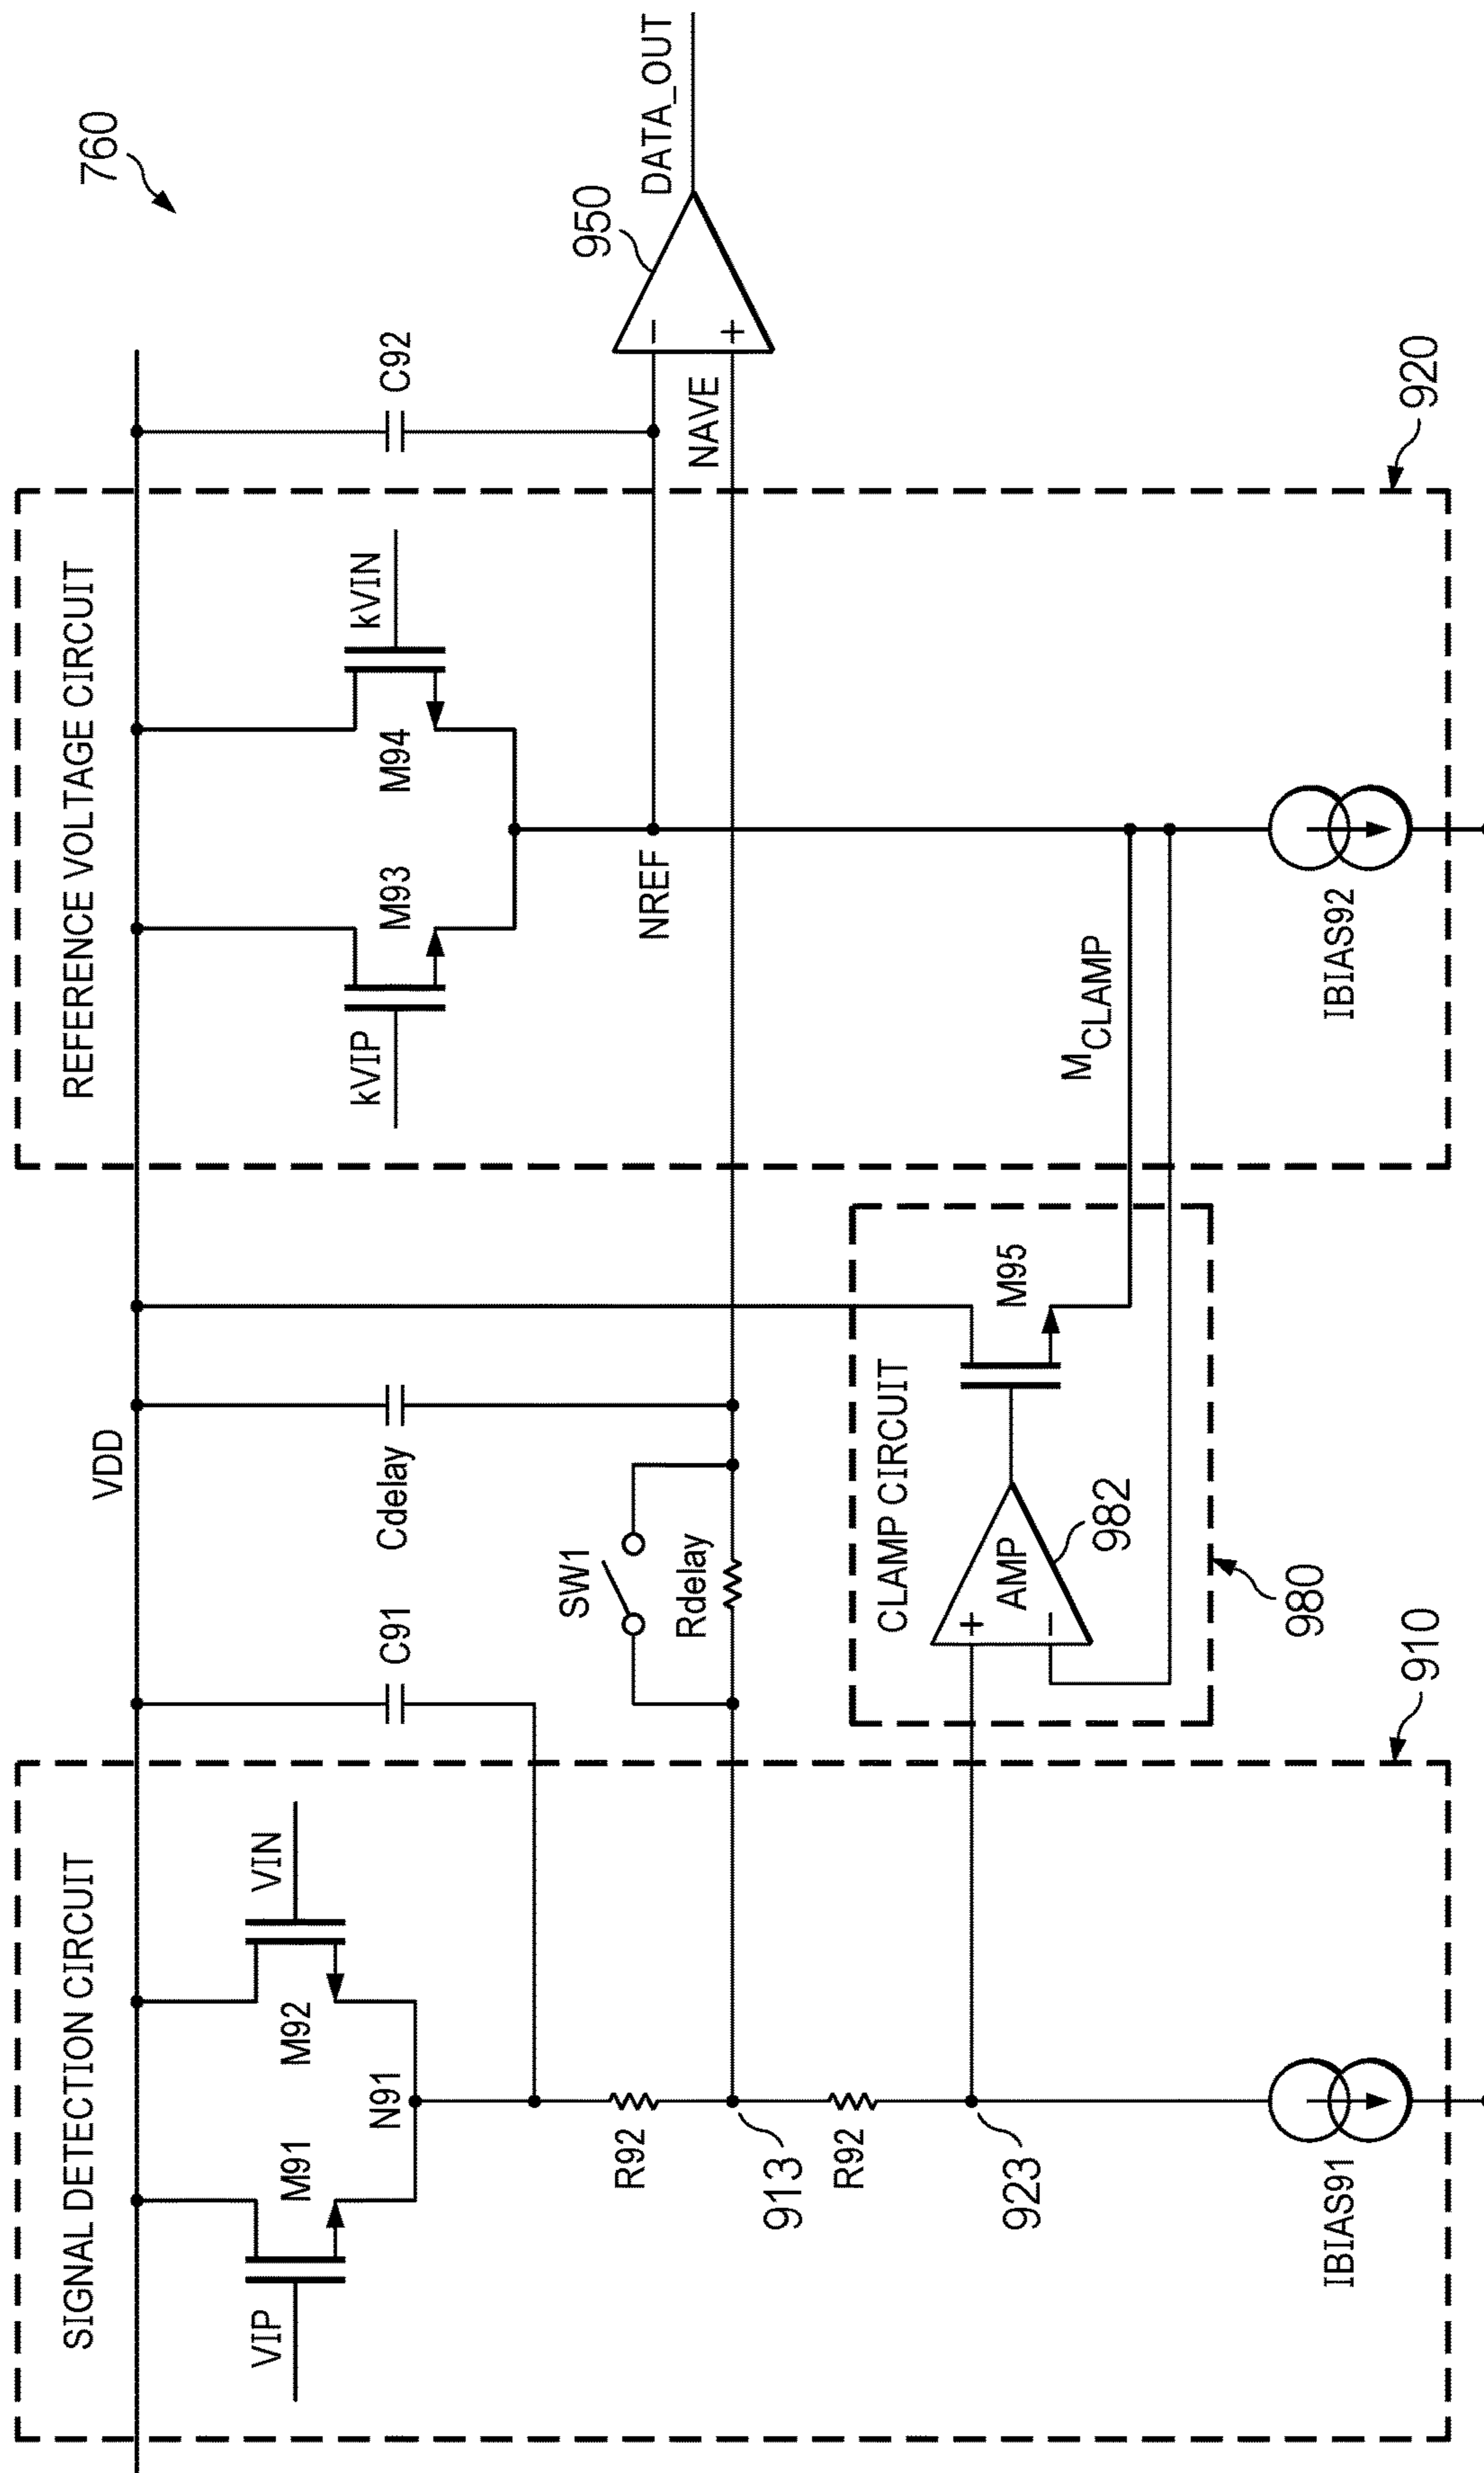 760
SIGNAL DETECTION CIRCUIT
REFERENCE VOLTAGE CIRCUIT
VDD
VIP
M91
M92
VIN
N91
C91
Cdelay
kVIP
M93
M94
kVIN
C92
R92
SW1
Rdelay
NREF
NAVE
950
- +
DATA_OUT
913
R92
923
CLAMP CIRCUIT
+ -
AMP
982
M95
MCLAMP
980
IBIAS91
910
IBIAS92
920